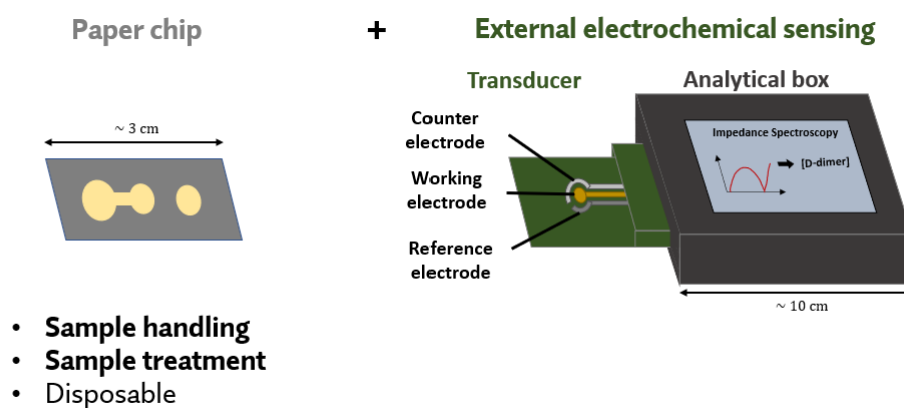 Paper chip
+
External electrochemical sensing
Transducer
Analytical box
~ 3 cm
Counter
electrode
Working
electrode
Reference
electrode
Impedance Spectroscopy
[D-dimer]
~ 10 cm
• Sample handling
• Sample treatment
• Disposable